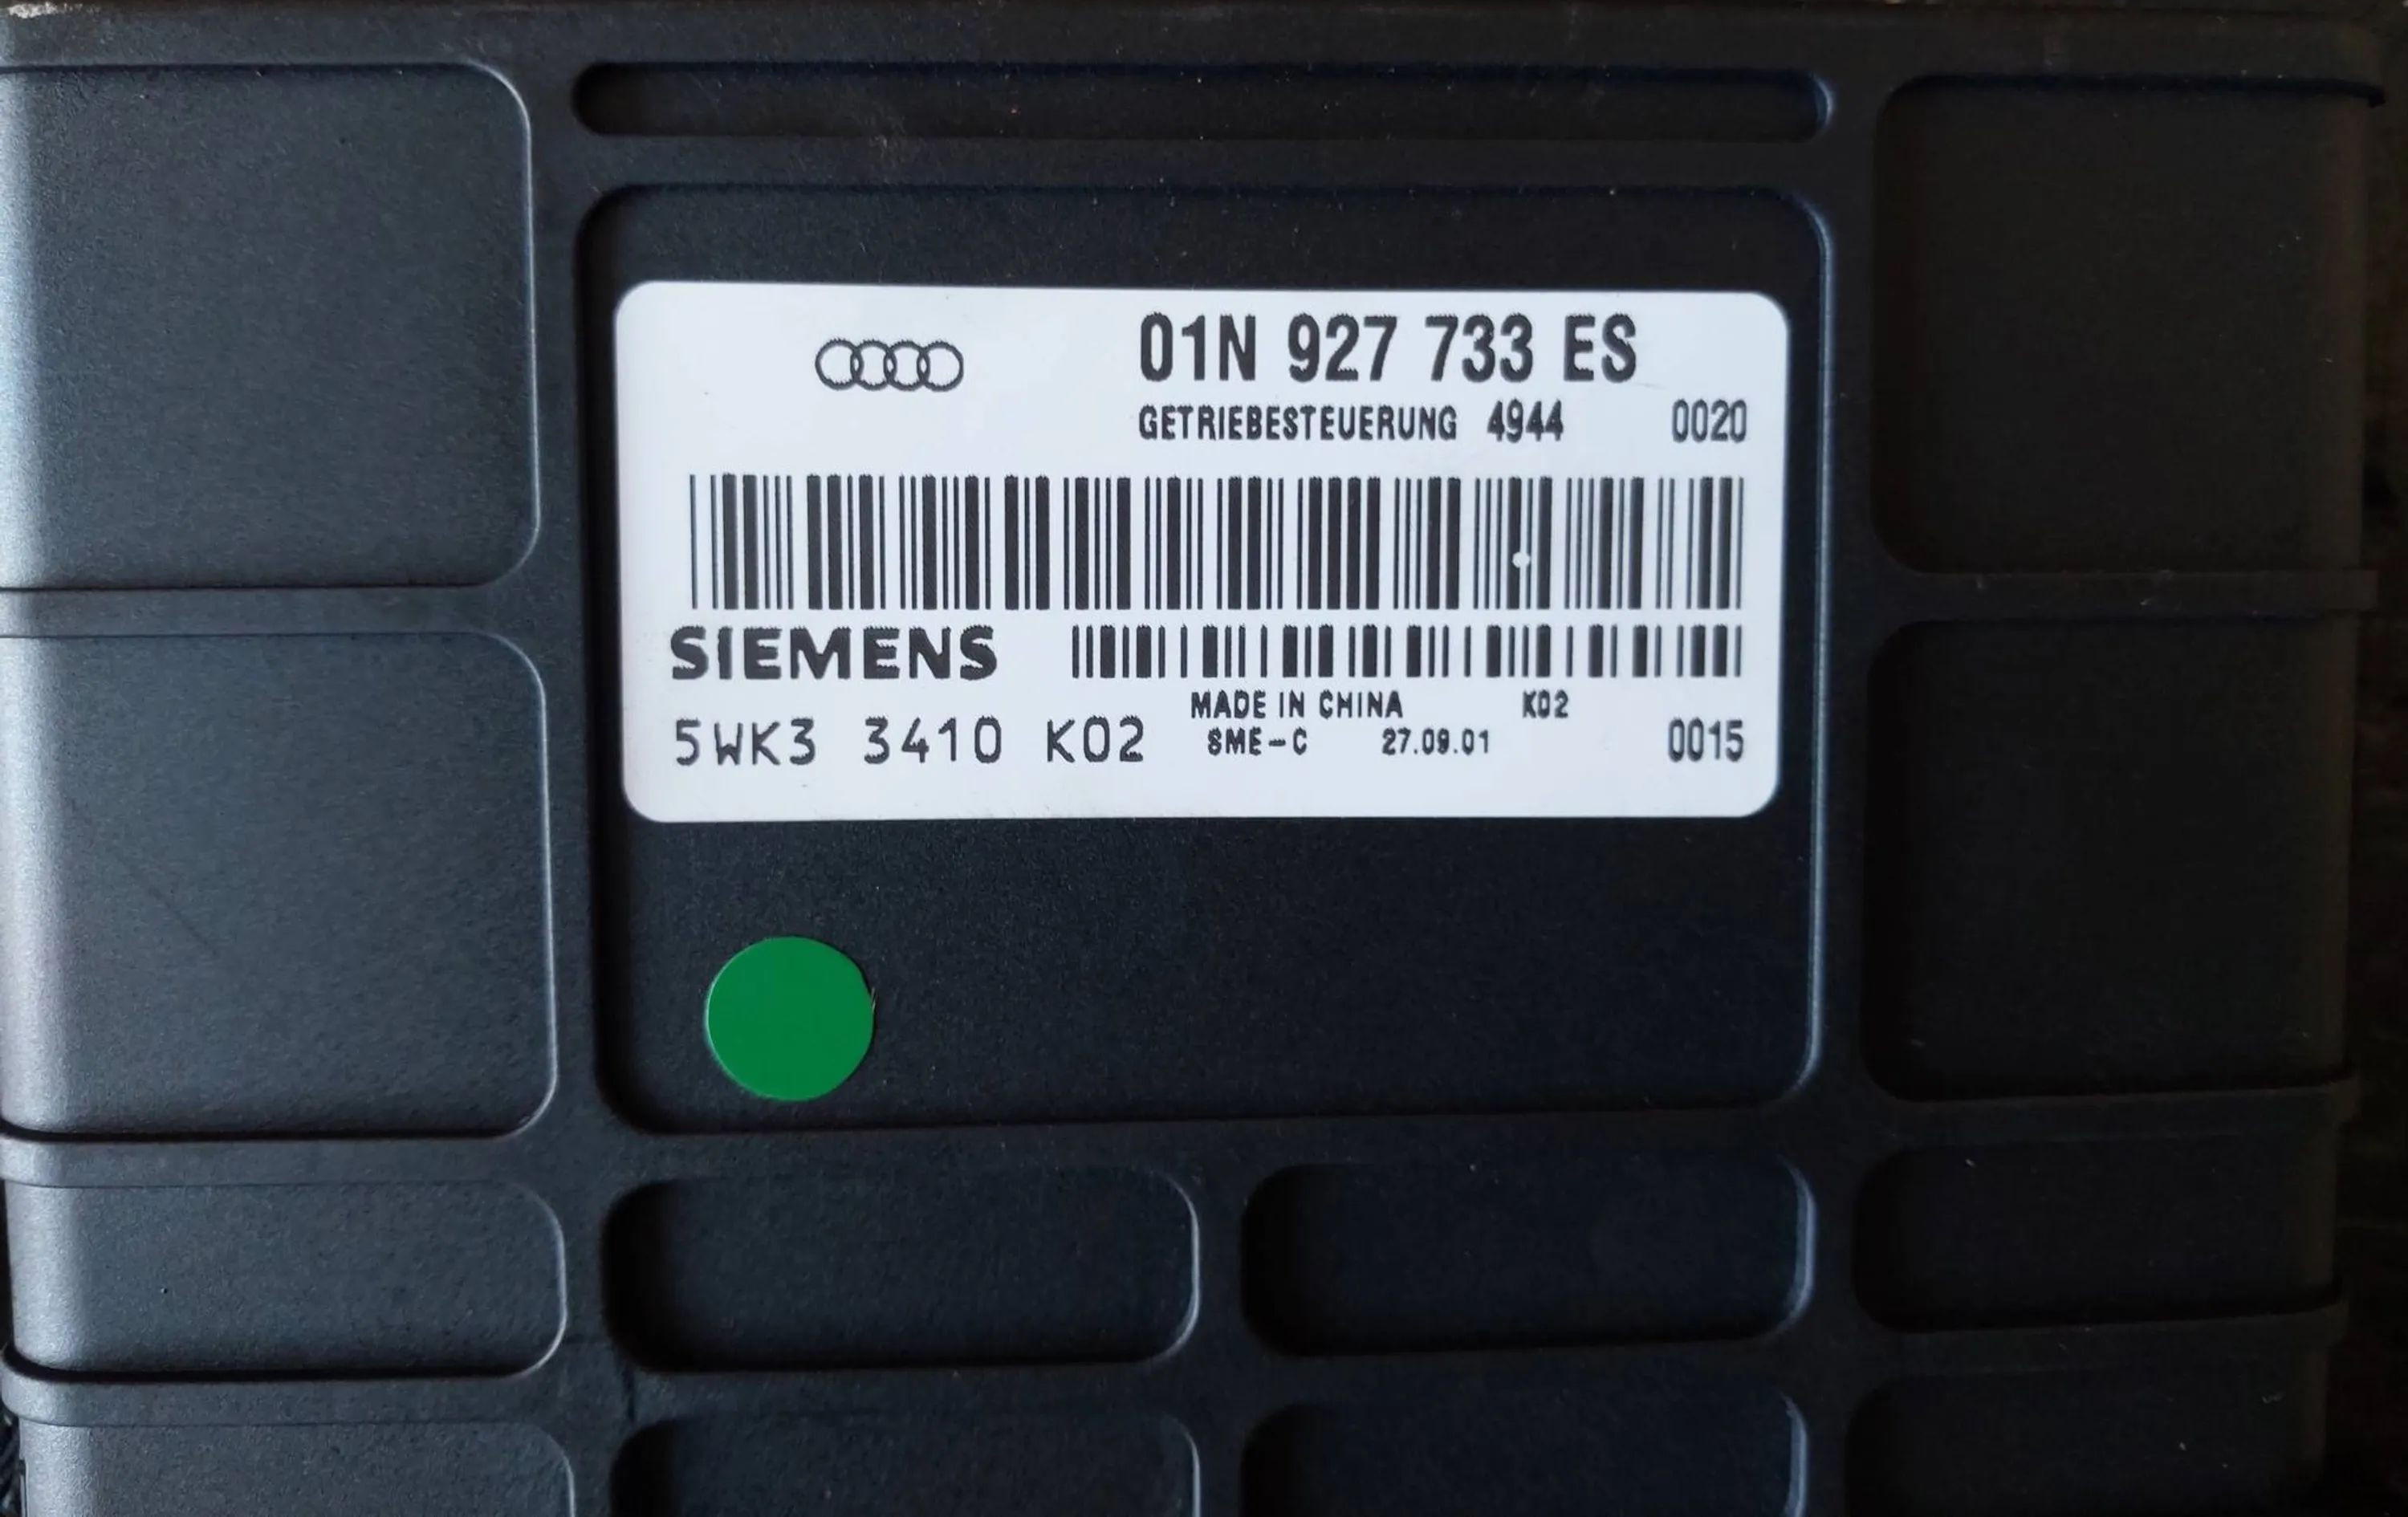 01N 927 733 ES
GETRIEBESTEUERUNG 4944 0020
SIEMENS
MADE IN CHINA K02
5WK3 3410 K02 SME-C 27.09.01 0015